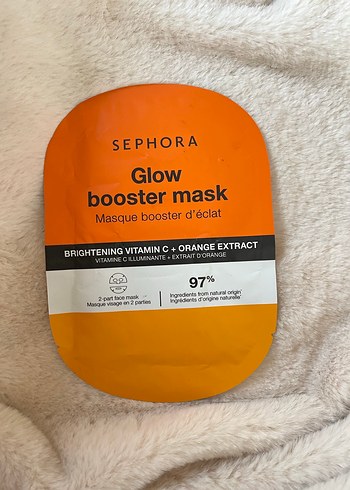 SEPHORA
Glow
booster mask
Masque booster d'éclat
BRIGHTENING VITAMIN C + ORANGE EXTRACT
VITAMINE C ILLUMINANTE + EXTRAIT D'ORANGE
2-part face mask
Masque visage en 2 parties
97%
Ingredients from natural origin
Ingrédients d'origine naturelle